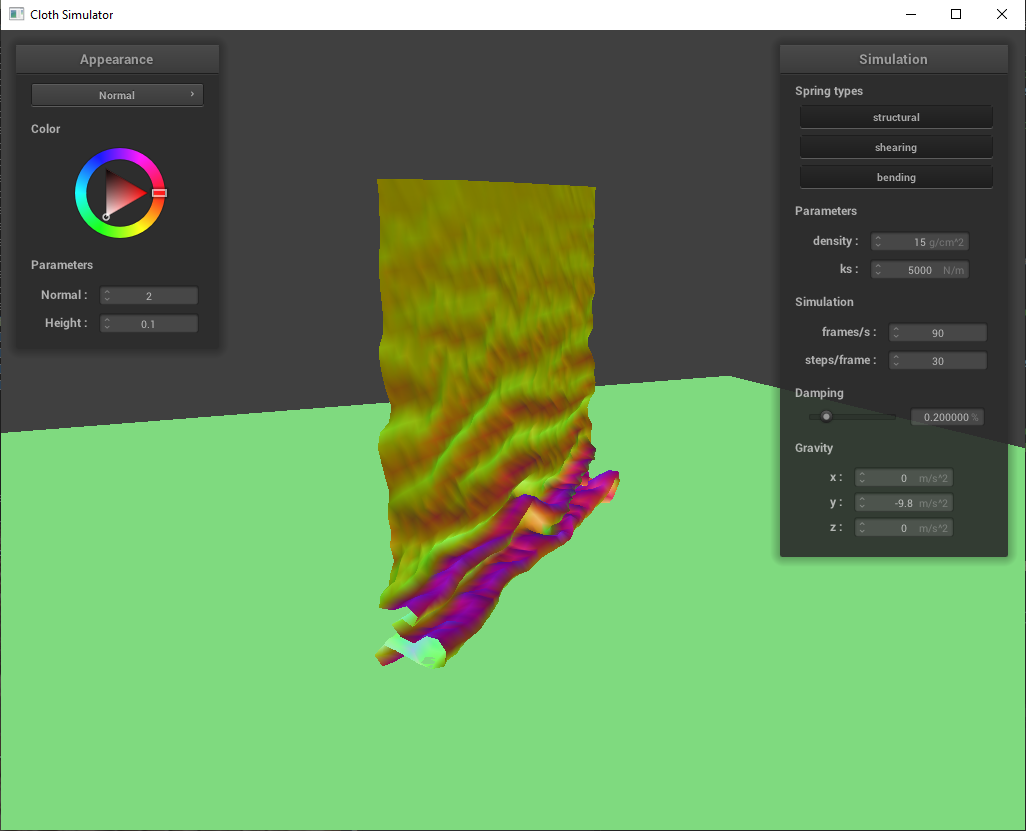 Cloth Simulator
Appearance
Normal
Color
Parameters
Normal : 2
Height : 0.1
Simulation
Spring types
structural
shearing
bending
Parameters
density : 15 g/cm^2
ks : 5000 N/m
Simulation
frames/s : 90
steps/frame : 30
Damping
0.200000 %
Gravity
x : 0 m/s^2
y : -9.8 m/s^2
z : 0 m/s^2